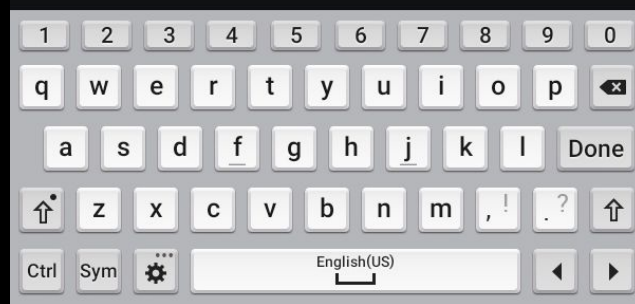 1 2 3 4 5 6 7 8 9 0
q w e r t y u i o p
a s d f g h j k l Done
z x c v b n m , ! . ?
Ctrl Sym English(US)